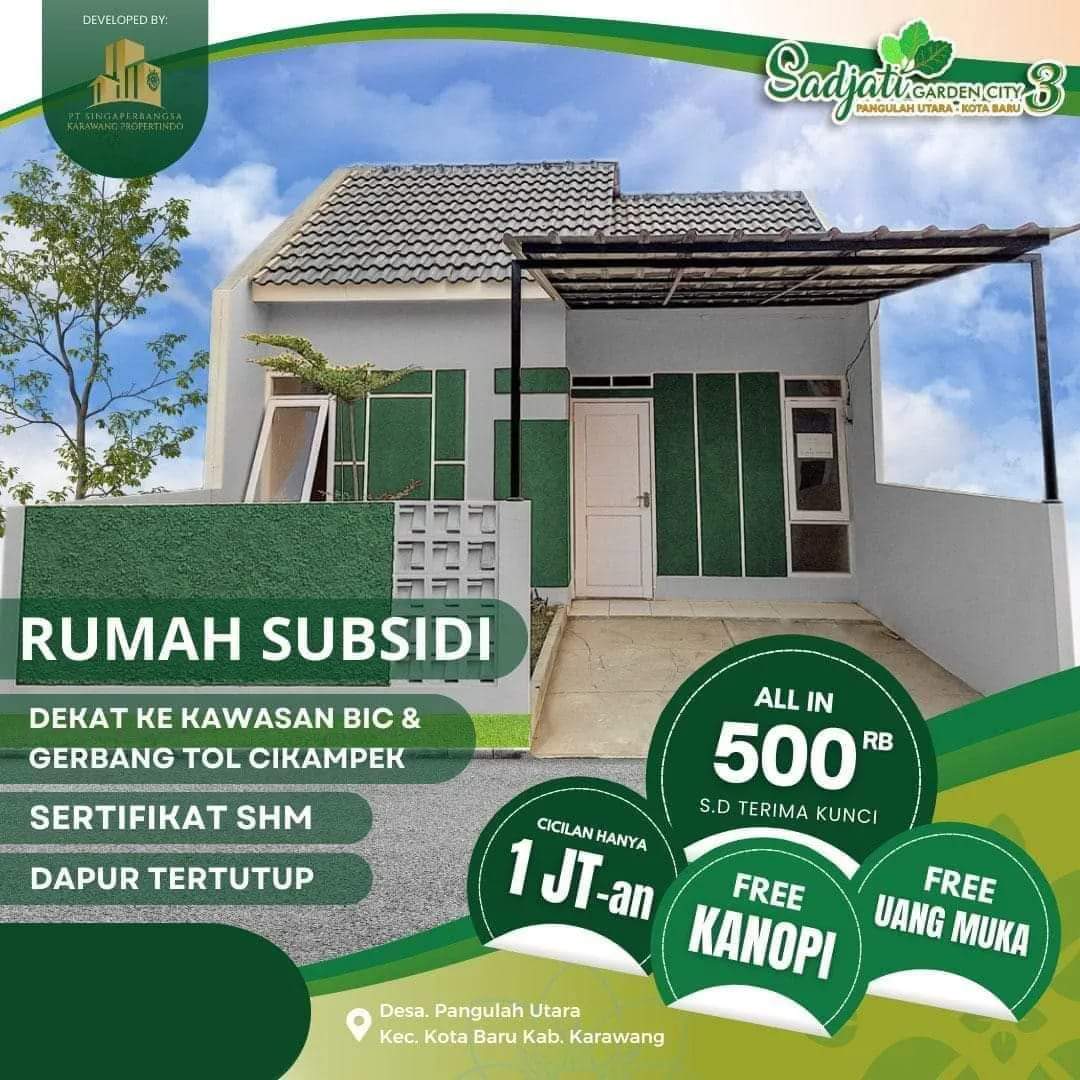 DEVELOPED BY:
PT SINGAPERBANGSA
KARAWANG PROPERTINDO
Sadjati GARDEN CITY 3
PANGULAH UTARA - KOTA BARU
RUMAH SUBSIDI
DEKAT KE KAWASAN BIC &
GERBANG TOL CIKAMPEK
SERTIFIKAT SHM
DAPUR TERTUTUP
ALL IN
500 RB
S.D TERIMA KUNCI
CICILAN HANYA
1 JT-an
FREE
KANOPI
FREE
UANG MUKA
Desa. Pangulah Utara
Kec. Kota Baru Kab. Karawang